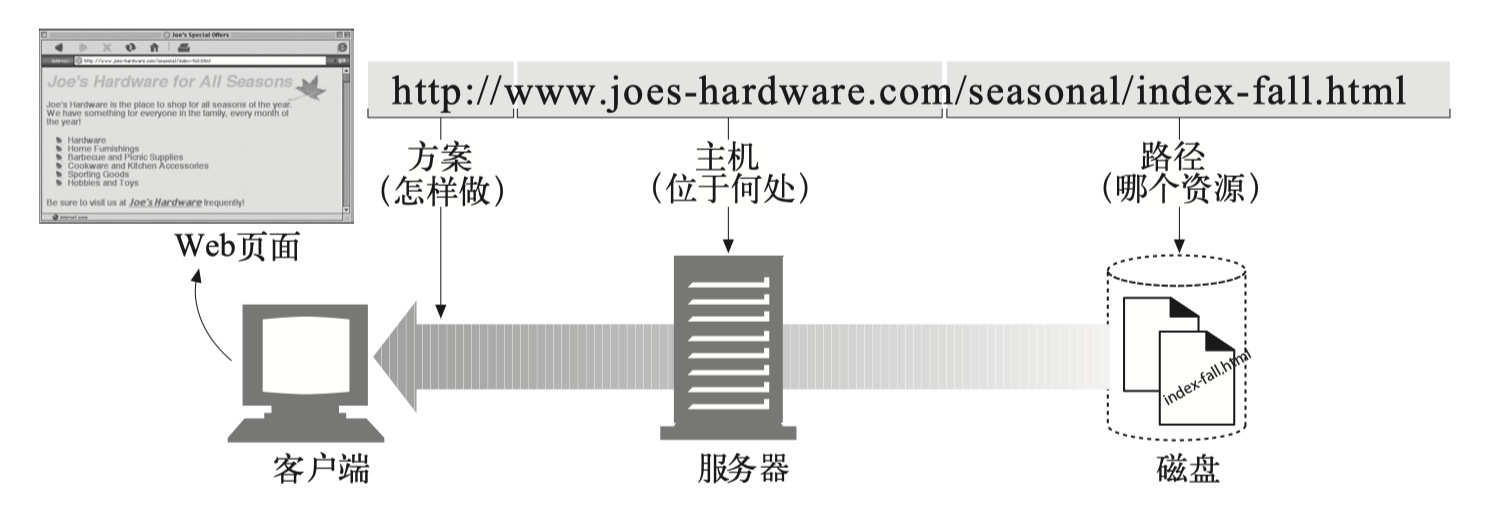 Joe's Special Offers
Address http://www.joes-hardware.com/seasonal/index-fall.html
Joe's Hardware for All Seasons
Joe's Hardware is the place to shop for all seasons of the year.
We have something for everyone in the family, every month of
the year!
Hardware
Home Furnishings
Barbecue and Picnic Supplies
Cookware and Kitchen Accessories
Sporting Goods
Hobbies and Toys
Be sure to visit us at Joe's Hardware frequently!
Internet zone
http://www.joes-hardware.com/seasonal/index-fall.html
方案
（怎样做）
主机
（位于何处）
路径
（哪个资源）
Web页面
index-fall.html
客户端
服务器
磁盘